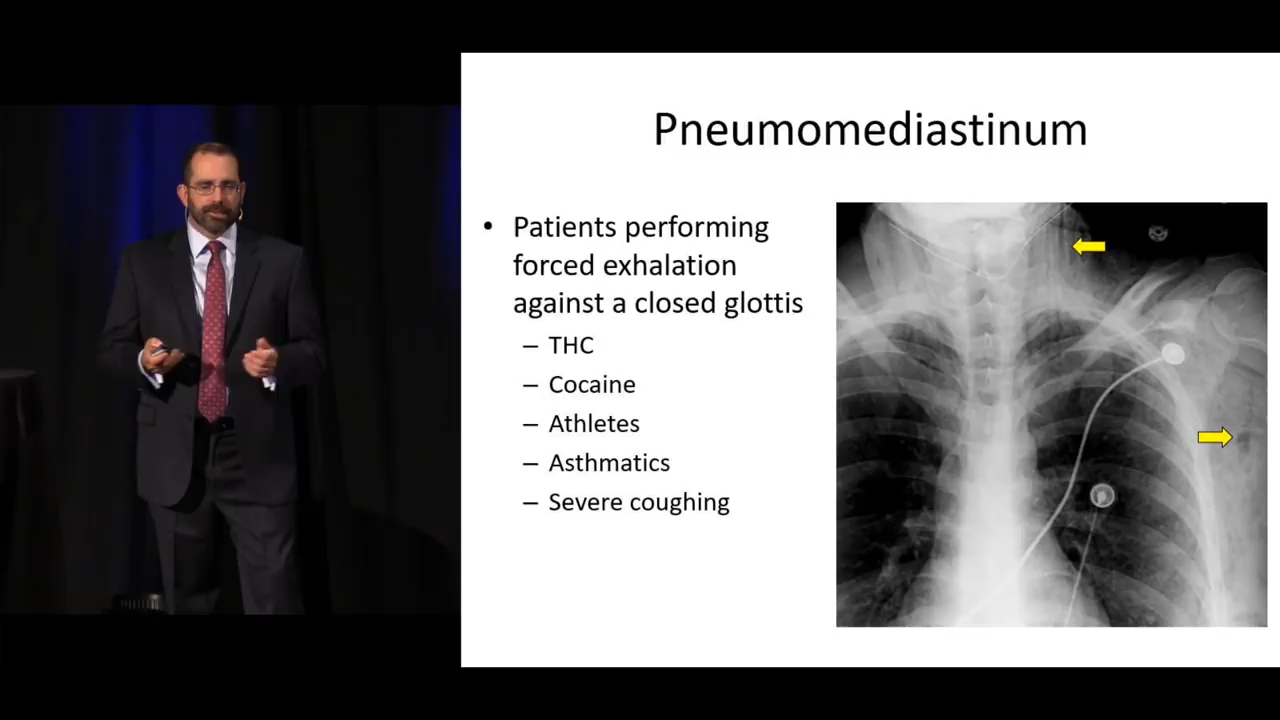 Pneumomediastinum
• Patients performing
forced exhalation
against a closed glottis
– THC
– Cocaine
– Athletes
– Asthmatics
– Severe coughing